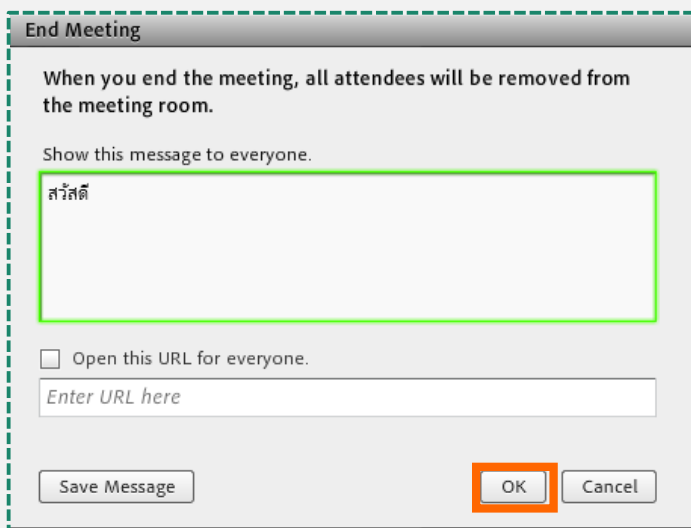 End Meeting
When you end the meeting, all attendees will be removed from
the meeting room.
Show this message to everyone.
สวัสดี
Open this URL for everyone.
Enter URL here
Save Message
OK
Cancel